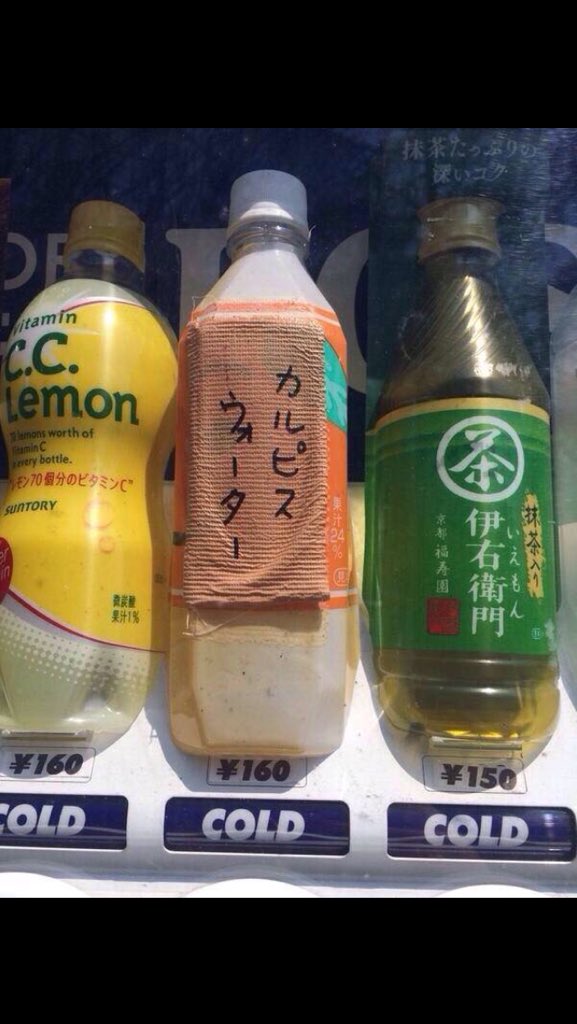 抹茶たっぷりの
深いコク
Vitamin
C.C.
Lemon
70 lemons worth of
Vitamin C
in every bottle.
"レモン70個分のビタミンC"
SUNTORY
微炭酸
果汁1%
カルピス
ウォーター
果汁24%
茶
抹茶入り
いえもん
伊右衛門
京都 福寿園
¥160
¥160
¥150
COLD
COLD
COLD